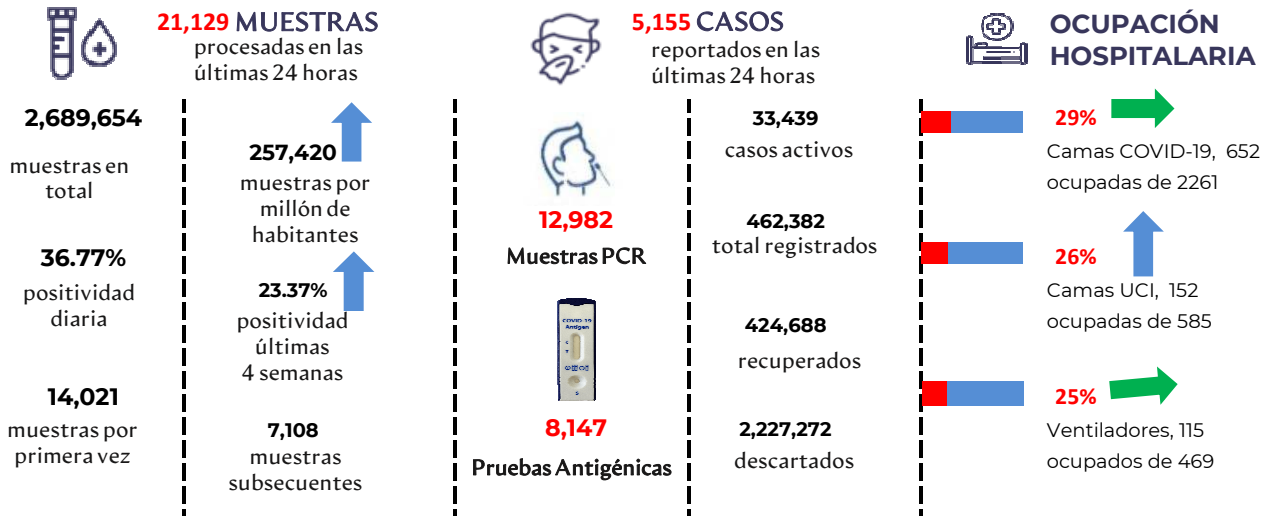 21,129 MUESTRAS
procesadas en las
últimas 24 horas
2,689,654
muestras en
total
36.77%
positividad
diaria
14,021
muestras por
primera vez
257,420
muestras por
millón de
habitantes
23.37%
positividad
últimas
4 semanas
7,108
muestras
subsecuentes
5,155 CASOS
reportados en las
últimas 24 horas
12,982
Muestras PCR
COVID-19
Antigen
C
T
S
8,147
Pruebas Antigénicas
33,439
casos activos
462,382
total registrados
424,688
recuperados
2,227,272
descartados
OCUPACIÓN
HOSPITALARIA
29%
Camas COVID-19, 652
ocupadas de 2261
26%
Camas UCI, 152
ocupadas de 585
25%
Ventiladores, 115
ocupados de 469